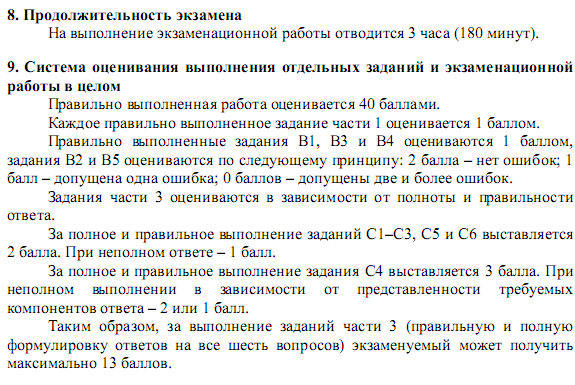 8. Продолжительность экзамена
На выполнение экзаменационной работы отводится 3 часа (180 минут).
9. Система оценивания выполнения отдельных заданий и экзаменационной
работы в целом
Правильно выполненная работа оценивается 40 баллами.
Каждое правильно выполненное задание части 1 оценивается 1 баллом.
Правильно выполненные задания В1, В3 и В4 оцениваются 1 баллом,
задания В2 и В5 оцениваются по следующему принципу: 2 балла – нет ошибок; 1
балл – допущена одна ошибка; 0 баллов – допущены две и более ошибок.
Задания части 3 оцениваются в зависимости от полноты и правильности
ответа.
За полное и правильное выполнение заданий С1–С3, С5 и С6 выставляется
2 балла. При неполном ответе – 1 балл.
За полное и правильное выполнение задания С4 выставляется 3 балла. При
неполном выполнении в зависимости от представленности требуемых
компонентов ответа – 2 или 1 балл.
Таким образом, за выполнение заданий части 3 (правильную и полную
формулировку ответов на все шесть вопросов) экзаменуемый может получить
максимально 13 баллов.